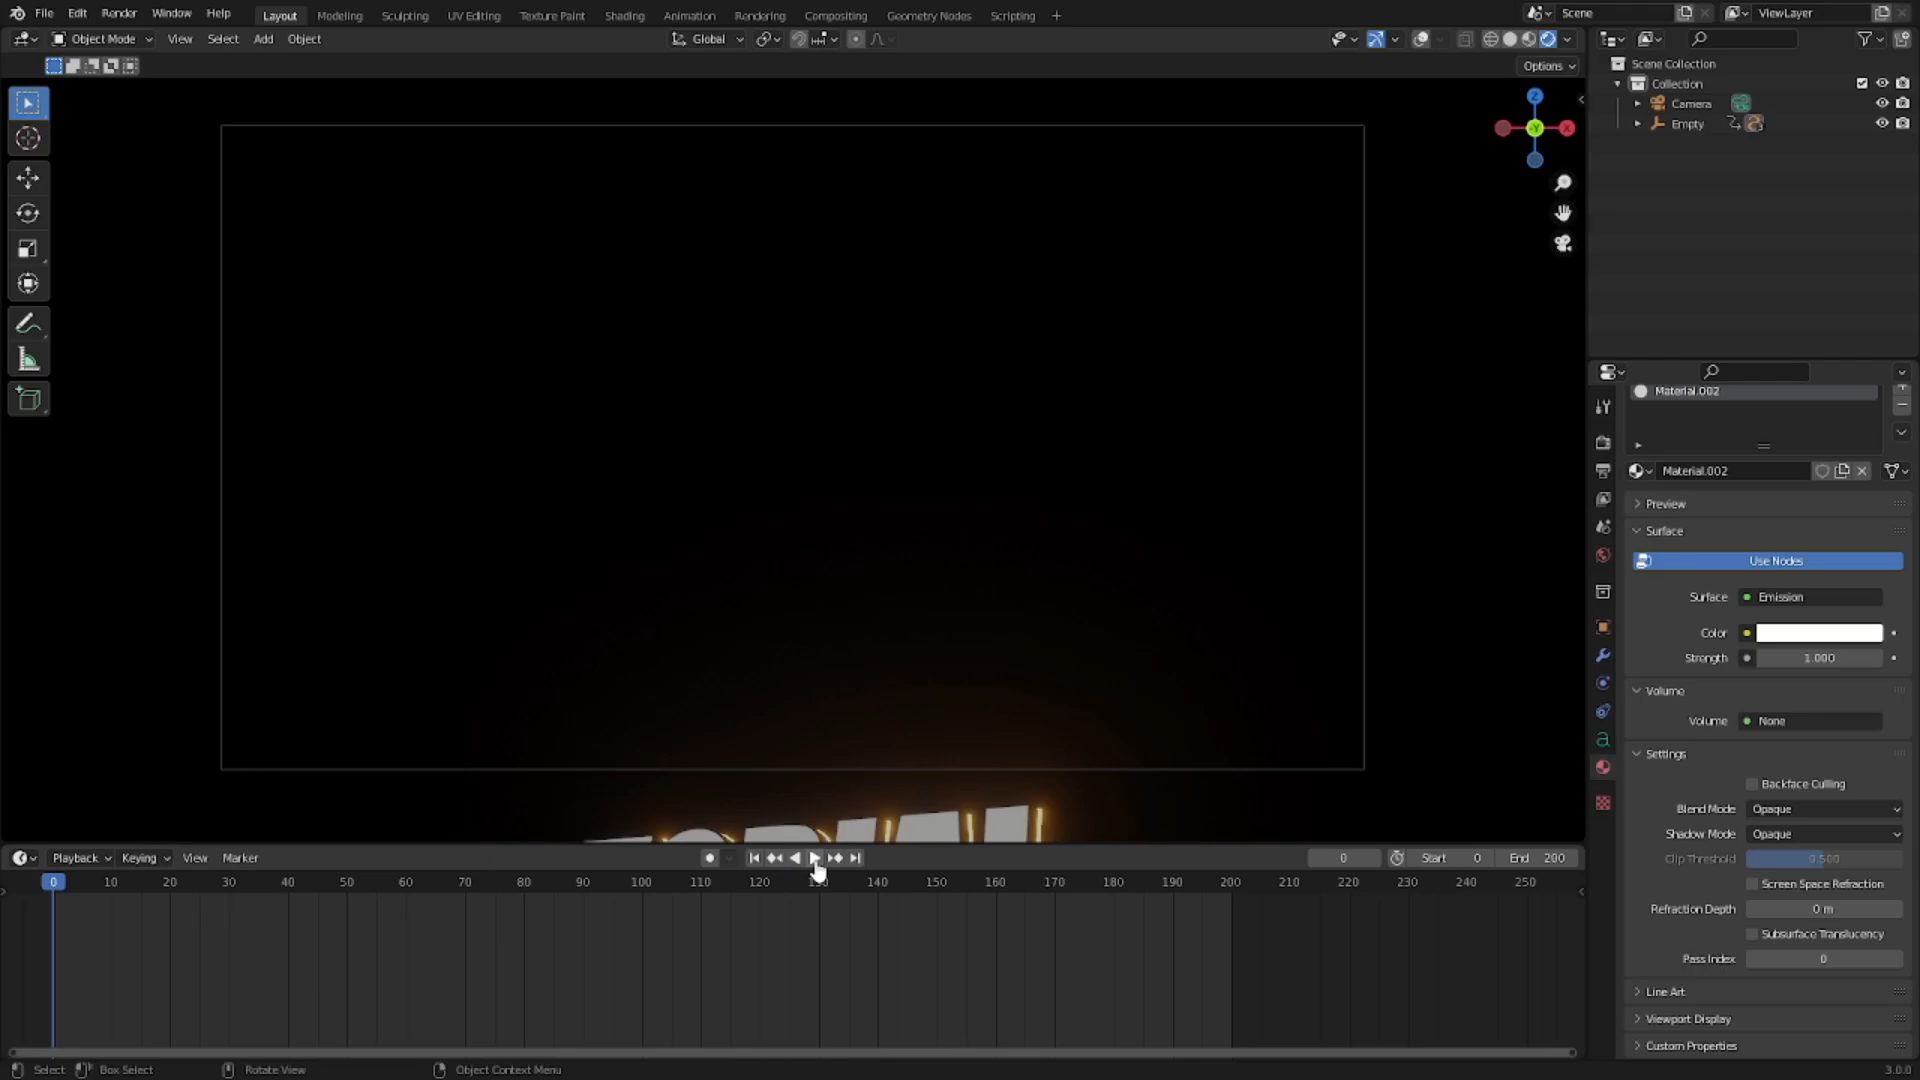 File Edit Render Window Help Layout Modeling Sculpting UV Editing Texture Paint Shading Animation Rendering Compositing Geometry Nodes Scripting + Scene ViewLayer
Object Mode View Select Add Object Global
Options
Scene Collection
Collection
Camera
Empty
Material.002
Material.002
Preview
Surface
Use Nodes
Surface Emission
Color
Strength 1.000
Volume
Volume None
Settings
Backface Culling
Blend Mode Opaque
Shadow Mode Opaque
Clip Threshold 0.500
Screen Space Refraction
Refraction Depth 0 m
Subsurface Translucency
Pass Index 0
Line Art
Viewport Display
Custom Properties
Z
-Y
X
Playback Keying View Marker 0 Start 0 End 200
0 10 20 30 40 50 60 70 80 90 100 110 120 130 140 150 160 170 180 190 200 210 220 230 240 250
Select Box Select Rotate View Object Context Menu 3.0.0